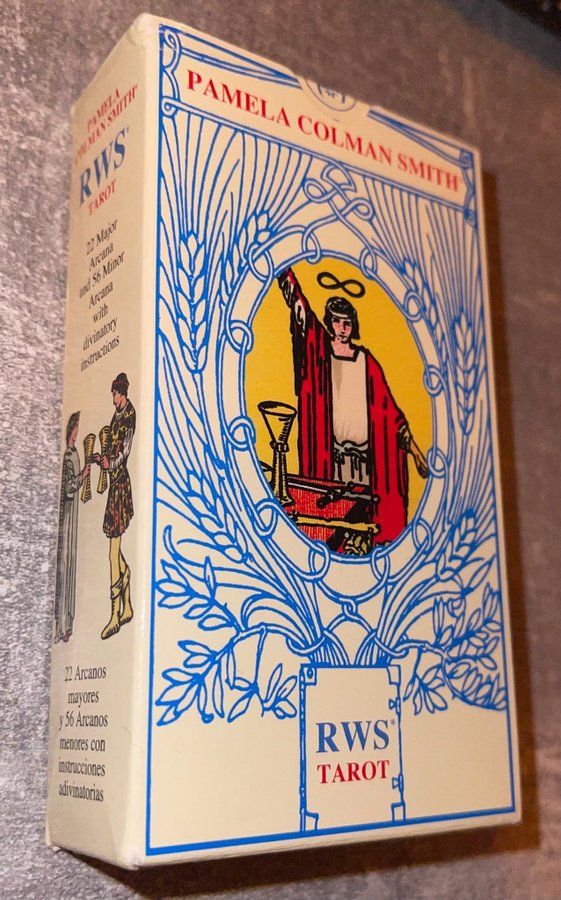 PAMELA COLMAN SMITH®
RWS®
TAROT
PAMELA
COLMAN SMITH®
RWS®
TAROT
22 Major
Arcana
and 56 Minor
Arcana
with
divinatory
instructions
22 Arcanos
mayores
y 56 Arcanos
menores con
instrucciones
adivinatorias